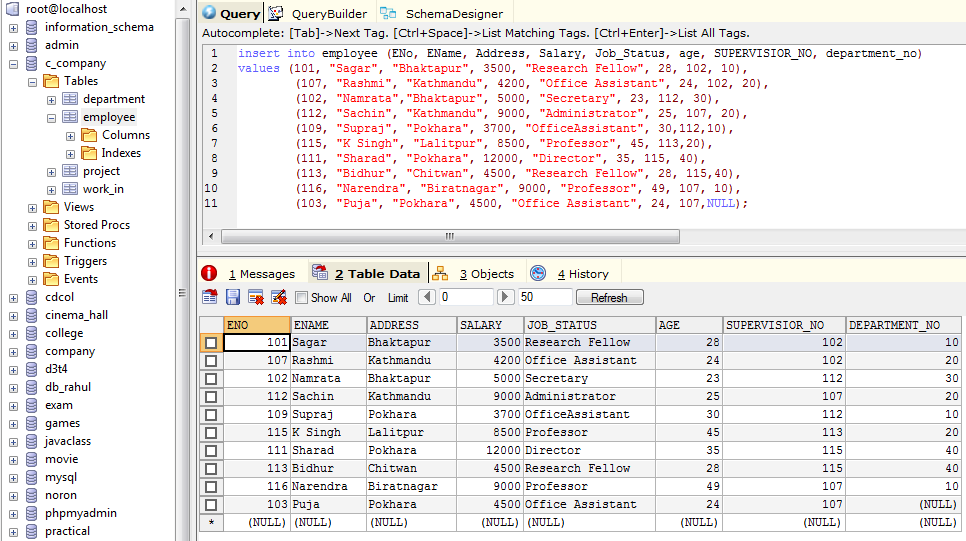 root@localhost
information_schema
admin
c_company
Tables
department
employee
Columns
Indexes
project
work_in
Views
Stored Procs
Functions
Triggers
Events
cdcol
cinema_hall
college
company
d3t4
db_rahul
exam
games
javaclass
movie
mysql
noron
phpmyadmin
practical
Query QueryBuilder SchemaDesigner
Autocomplete: [Tab]->Next Tag. [Ctrl+Space]->List Matching Tags. [Ctrl+Enter]->List All Tags.
1 insert into employee (ENo, EName, Address, Salary, Job_Status, age, SUPERVISIOR_NO, department_no)
2 values (101, "Sagar", "Bhaktapur", 3500, "Research Fellow", 28, 102, 10),
3 (107, "Rashmi", "Kathmandu", 4200, "Office Assistant", 24, 102, 20),
4 (102, "Namrata","Bhaktapur", 5000, "Secretary", 23, 112, 30),
5 (112, "Sachin", "Kathmandu", 9000, "Administrator", 25, 107, 20),
6 (109, "Supraj", "Pokhara", 3700, "OfficeAssistant", 30,112,10),
7 (115, "K Singh", "Lalitpur", 8500, "Professor", 45, 113,20),
8 (111, "Sharad", "Pokhara", 12000, "Director", 35, 115, 40),
9 (113, "Bidhur", "Chitwan", 4500, "Research Fellow", 28, 115,40),
10 (116, "Narendra", "Biratnagar", 9000, "Professor", 49, 107, 10),
11 (103, "Puja", "Pokhara", 4500, "Office Assistant", 24, 107,NULL);
1 Messages 2 Table Data 3 Objects 4 History
Show All Or Limit 0 50 Refresh
ENO ENAME ADDRESS SALARY JOB_STATUS AGE SUPERVISIOR_NO DEPARTMENT_NO
101 Sagar Bhaktapur 3500 Research Fellow 28 102 10
107 Rashmi Kathmandu 4200 Office Assistant 24 102 20
102 Namrata Bhaktapur 5000 Secretary 23 112 30
112 Sachin Kathmandu 9000 Administrator 25 107 20
109 Supraj Pokhara 3700 OfficeAssistant 30 112 10
115 K Singh Lalitpur 8500 Professor 45 113 20
111 Sharad Pokhara 12000 Director 35 115 40
113 Bidhur Chitwan 4500 Research Fellow 28 115 40
116 Narendra Biratnagar 9000 Professor 49 107 10
103 Puja Pokhara 4500 Office Assistant 24 107 (NULL)
* (NULL) (NULL) (NULL) (NULL) (NULL) (NULL) (NULL) (NULL)